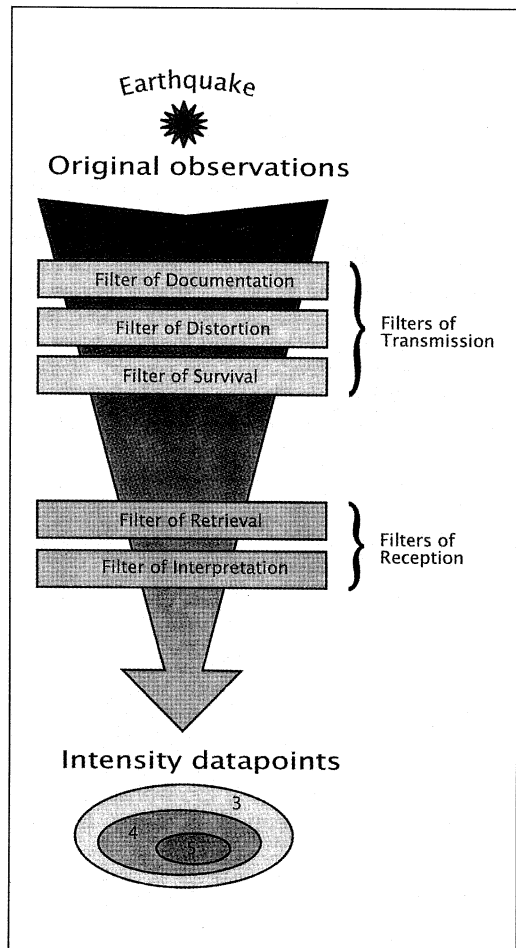 Earthquake
Original observations
Filter of Documentation
Filter of Distortion
Filter of Survival
Filters of
Transmission
Filter of Retrieval
Filter of Interpretation
Filters of
Reception
Intensity datapoints
3
4
5